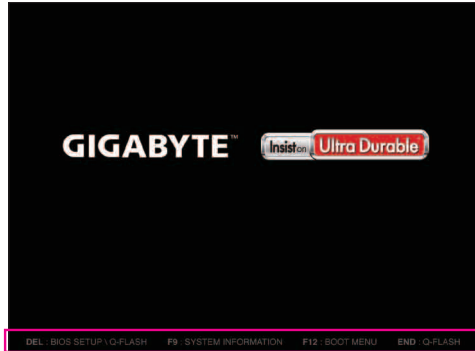 GIGABYTE™ Insist on Ultra Durable
DEL : BIOS SETUP \ Q-FLASH F9 : SYSTEM INFORMATION F12 : BOOT MENU END : Q-FLASH